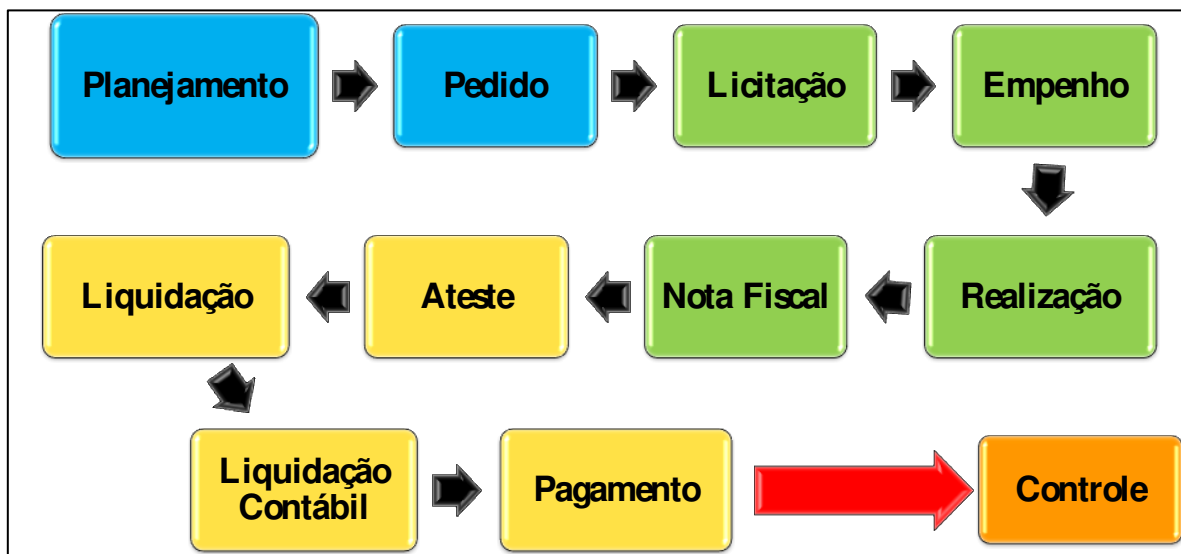 Planejamento
Pedido
Licitação
Empenho
Realização
Nota Fiscal
Ateste
Liquidação
Liquidação
Contábil
Pagamento
Controle